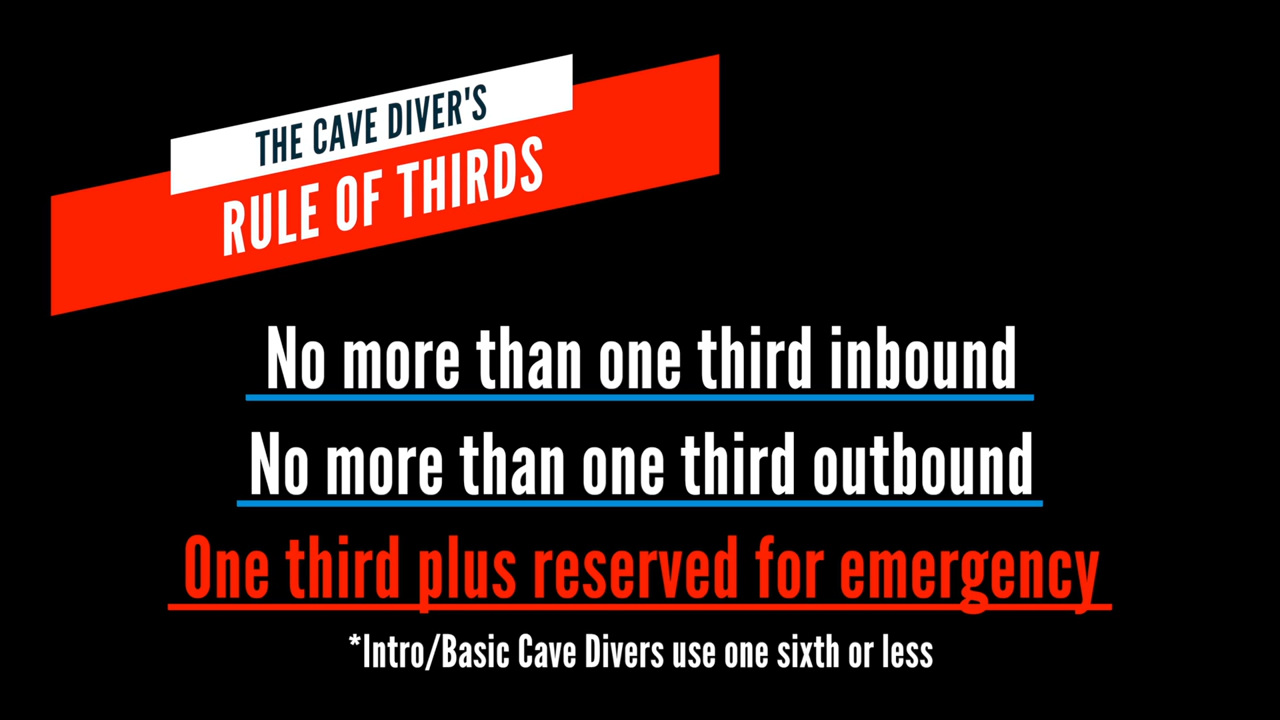 THE CAVE DIVER'S
RULE OF THIRDS
No more than one third inbound
No more than one third outbound
One third plus reserved for emergency
*Intro/Basic Cave Divers use one sixth or less